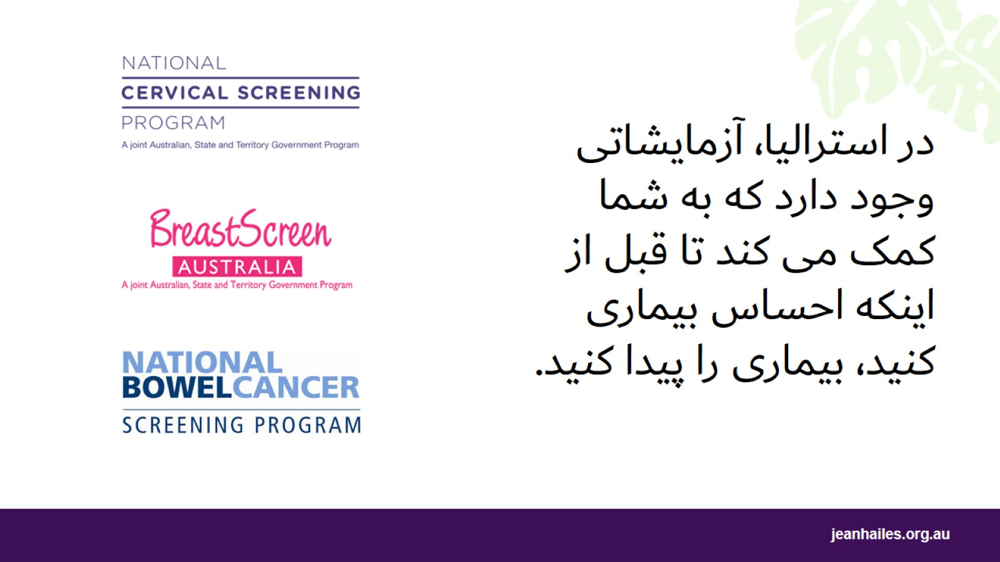 NATIONAL
CERVICAL SCREENING
PROGRAM
A joint Australian, State and Territory Government Program
BreastScreen
AUSTRALIA
A joint Australian, State and Territory Government Program
NATIONAL
BOWELCANCER
SCREENING PROGRAM
در استرالیا، آزمایشاتی
وجود دارد که به شما
کمک می کند تا قبل از
اینکه احساس بیماری
کنید، بیماری را پیدا کنید.
jeanhailes.org.au